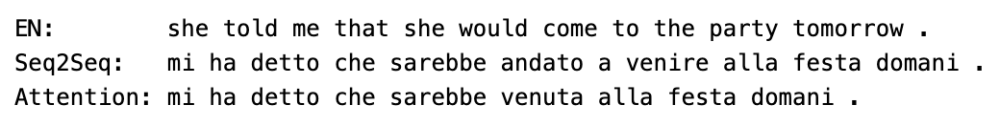 EN: she told me that she would come to the party tomorrow .
Seq2Seq: mi ha detto che sarebbe andato a venire alla festa domani .
Attention: mi ha detto che sarebbe venuta alla festa domani .